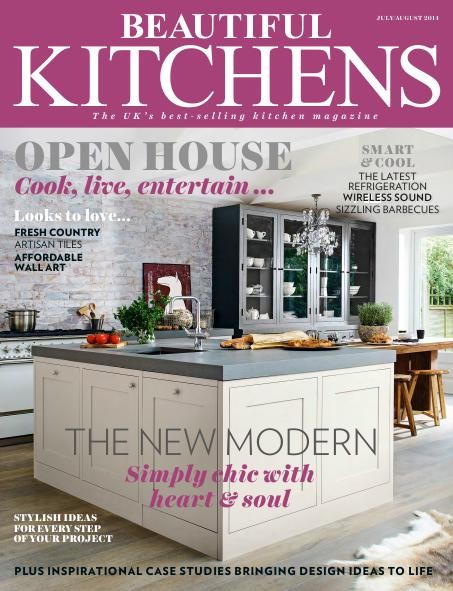 JULY/AUGUST 2014
BEAUTIFUL
KITCHENS
The UK's best-selling kitchen magazine
OPEN HOUSE
Cook, live, entertain ...
Looks to love...
FRESH COUNTRY
ARTISAN TILES
AFFORDABLE
WALL ART
SMART
& COOL
THE LATEST
REFRIGERATION
WIRELESS SOUND
SIZZLING BARBECUES
THE NEW MODERN
Simply chic with
heart & soul
STYLISH IDEAS
FOR EVERY STEP
OF YOUR PROJECT
PLUS INSPIRATIONAL CASE STUDIES BRINGING DESIGN IDEAS TO LIFE